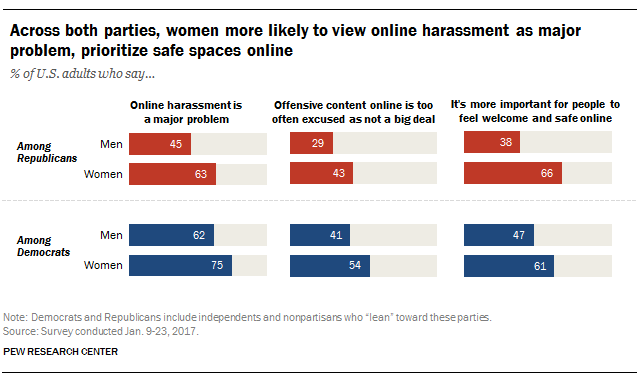 Across both parties, women more likely to view online harassment as major
problem, prioritize safe spaces online
% of U.S. adults who say...
Online harassment is
a major problem
Offensive content online is too
often excused as not a big deal
It's more important for people to
feel welcome and safe online
Among
Republicans
Men 45 29 38
Women 63 43 66
Among
Democrats
Men 62 41 47
Women 75 54 61
Note: Democrats and Republicans include independents and nonpartisans who “lean” toward these parties.
Source: Survey conducted Jan. 9-23, 2017.
PEW RESEARCH CENTER